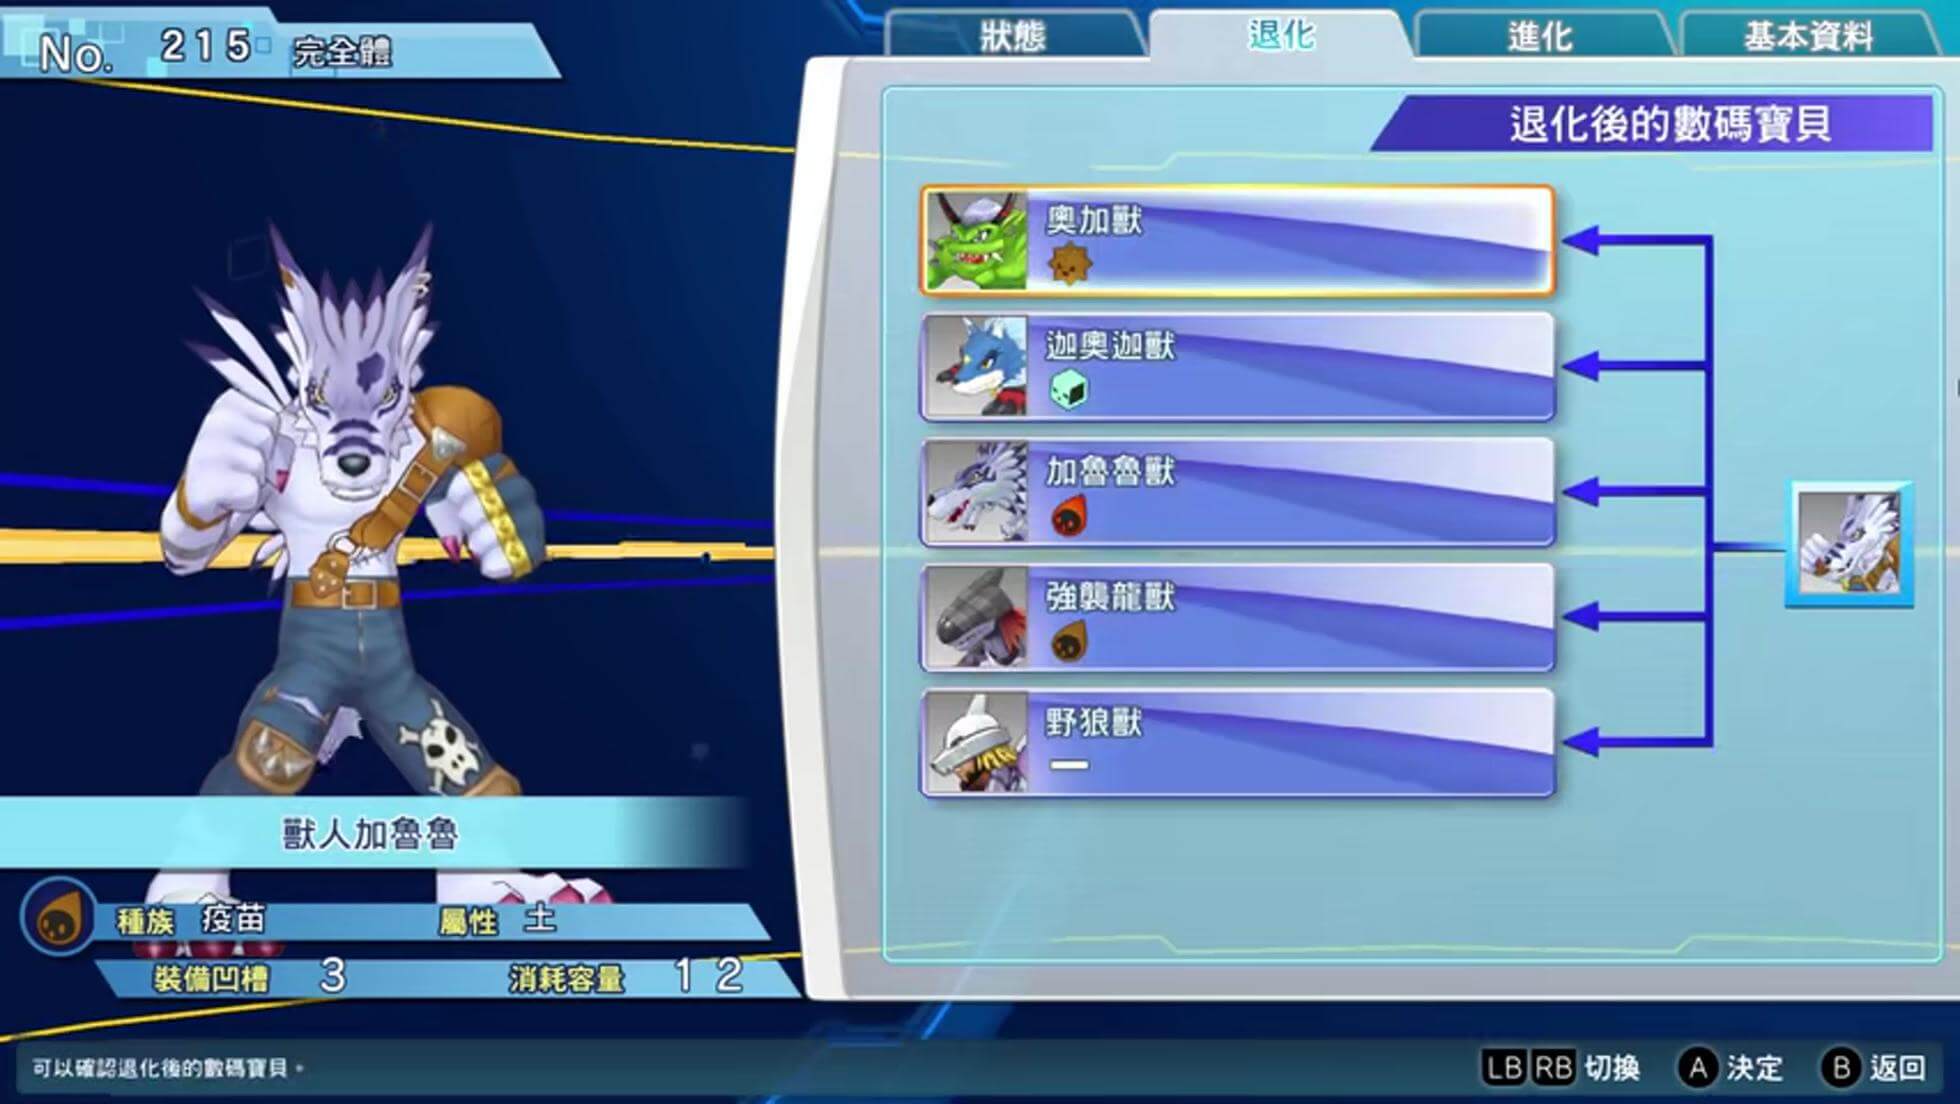 No. 215 完全體
狀態 退化 進化 基本資料
退化後的數碼寶貝
奧加獸
迦奧迦獸
加魯魯獸
強襲龍獸
野狼獸
—
獸人加魯魯
種族 疫苗 屬性 土
裝備凹槽 3 消耗容量 12
可以確認退化後的數碼寶貝。
LB RB 切換 A 決定 B 返回